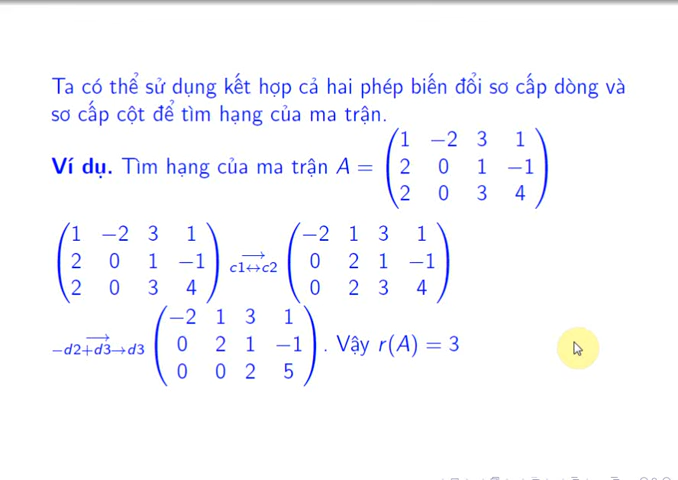 Ta có thể sử dụng kết hợp cả hai phép biến đổi sơ cấp dòng và
sơ cấp cột để tìm hạng của ma trận.
Ví dụ. Tìm hạng của ma trận A = (1 −2 3 1
2 0 1 −1
2 0 3 4)
(1 −2 3 1
2 0 1 −1
2 0 3 4) →c1↔c2 (−2 1 3 1
0 2 1 −1
0 2 3 4)
→−d2+d3→d3 (−2 1 3 1
0 2 1 −1
0 0 2 5). Vậy r(A) = 3